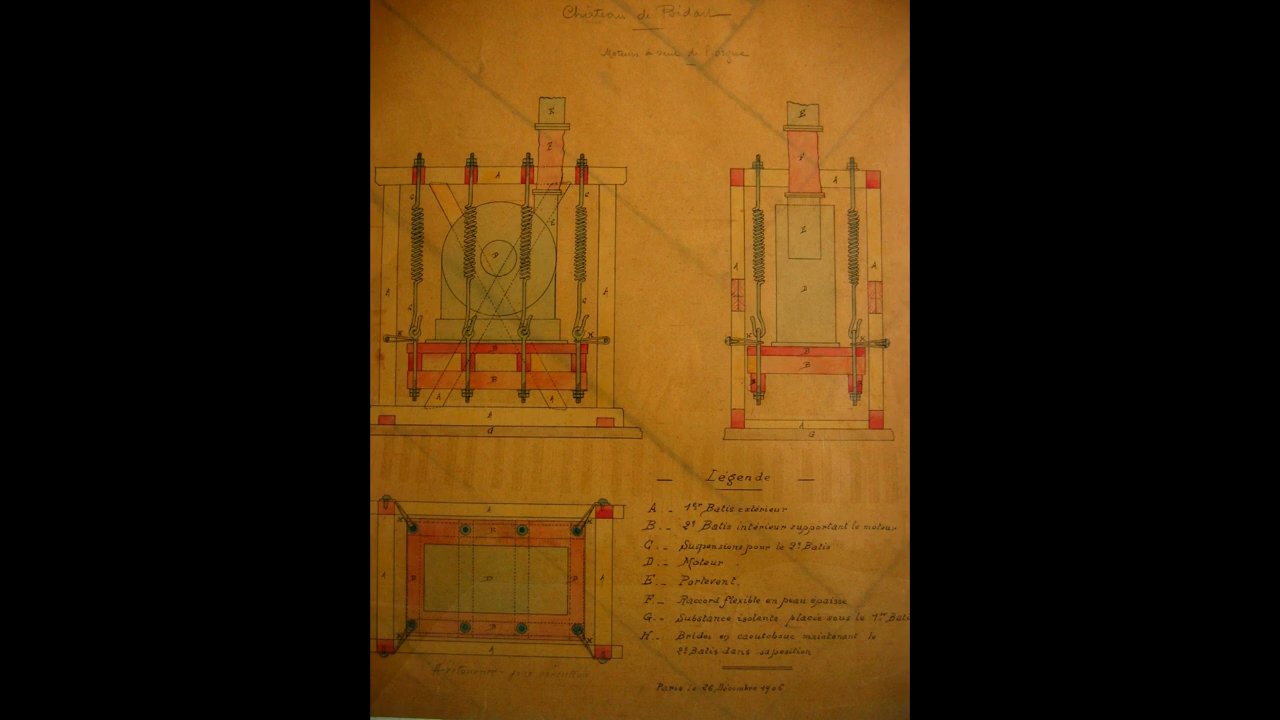 Château de
Moteur à vent de l'orgue
Légende
A._ 1er Batis extérieur
B._ 2e Batis intérieur supportant le moteur
C._ Suspensions pour le 2e Batis
D._ Moteur
E._ Portevent.
F._ Raccord flexible en peau épaisse
G._ Substance isolante placée sous le 1er Batis
H._ Brides en caoutchouc maintenant le
2e Batis dans sa position
Paris le 26 Décembre